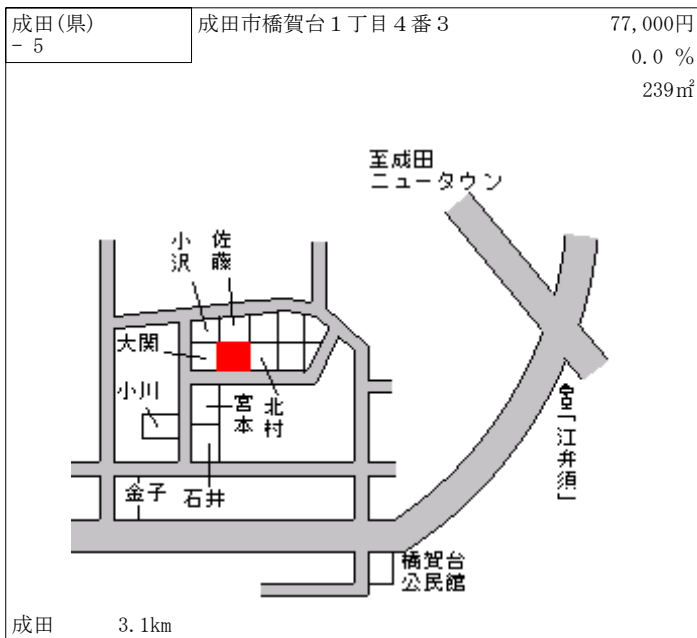 成田(県)
- 5
成田市橋賀台１丁目４番３
77,000円
0.0 %
239㎡
至成田
ニュータウン
小沢
佐藤
大関
小川
宮本
北村
「江弁須」
金子
石井
橋賀台
公民館
成田 3.1km